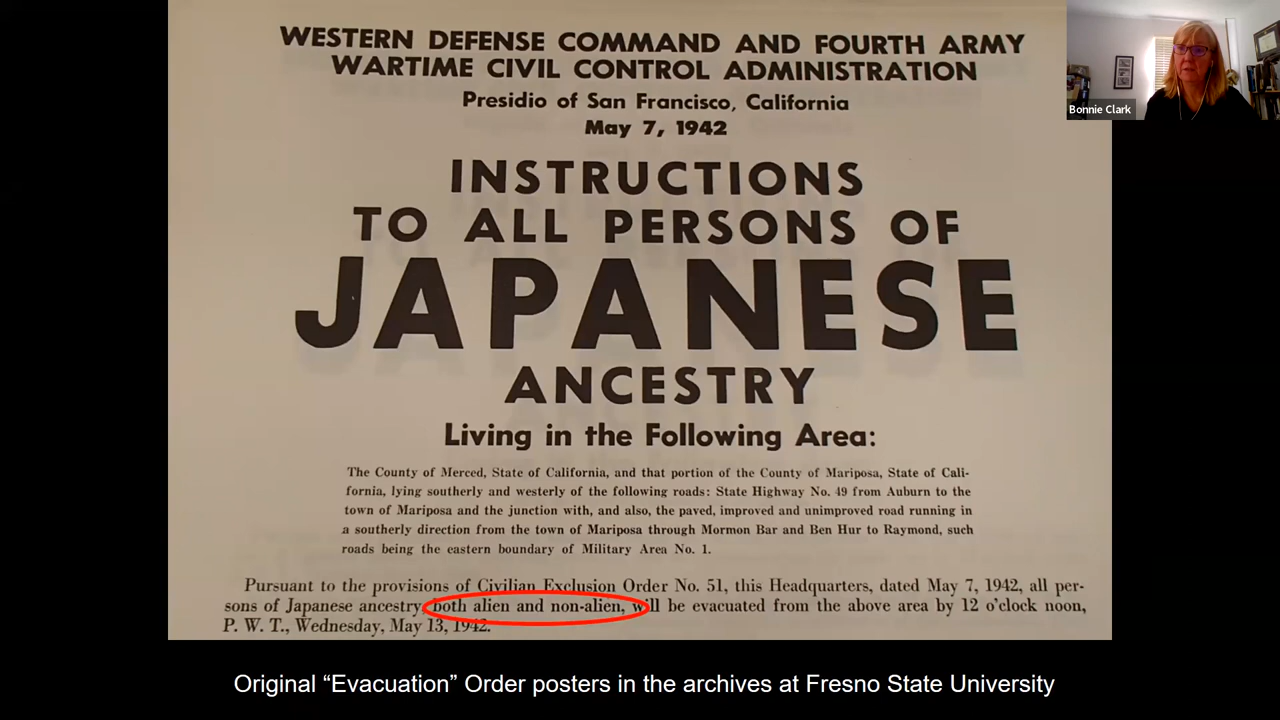 WESTERN DEFENSE COMMAND AND FOURTH ARMY
WARTIME CIVIL CONTROL ADMINISTRATION
Presidio of San Francisco, California
May 7, 1942
INSTRUCTIONS
TO ALL PERSONS OF
JAPANESE
ANCESTRY
Living in the Following Area:
The County of Merced, State of California, and that portion of the County of Mariposa, State of Cali-
fornia, lying southerly and westerly of the following roads: State Highway No. 49 from Auburn to the
town of Mariposa and the junction with, and also, the paved, improved and unimproved road running in
a southerly direction from the town of Mariposa through Mormon Bar and Ben Hur to Raymond, such
roads being the eastern boundary of Military Area No. 1.
Pursuant to the provisions of Civilian Exclusion Order No. 51, this Headquarters, dated May 7, 1942, all per-
sons of Japanese ancestry, both alien and non-alien, will be evacuated from the above area by 12 o'clock noon,
P. W. T., Wednesday, May 13, 1942.
Original “Evacuation” Order posters in the archives at Fresno State University
Bonnie Clark